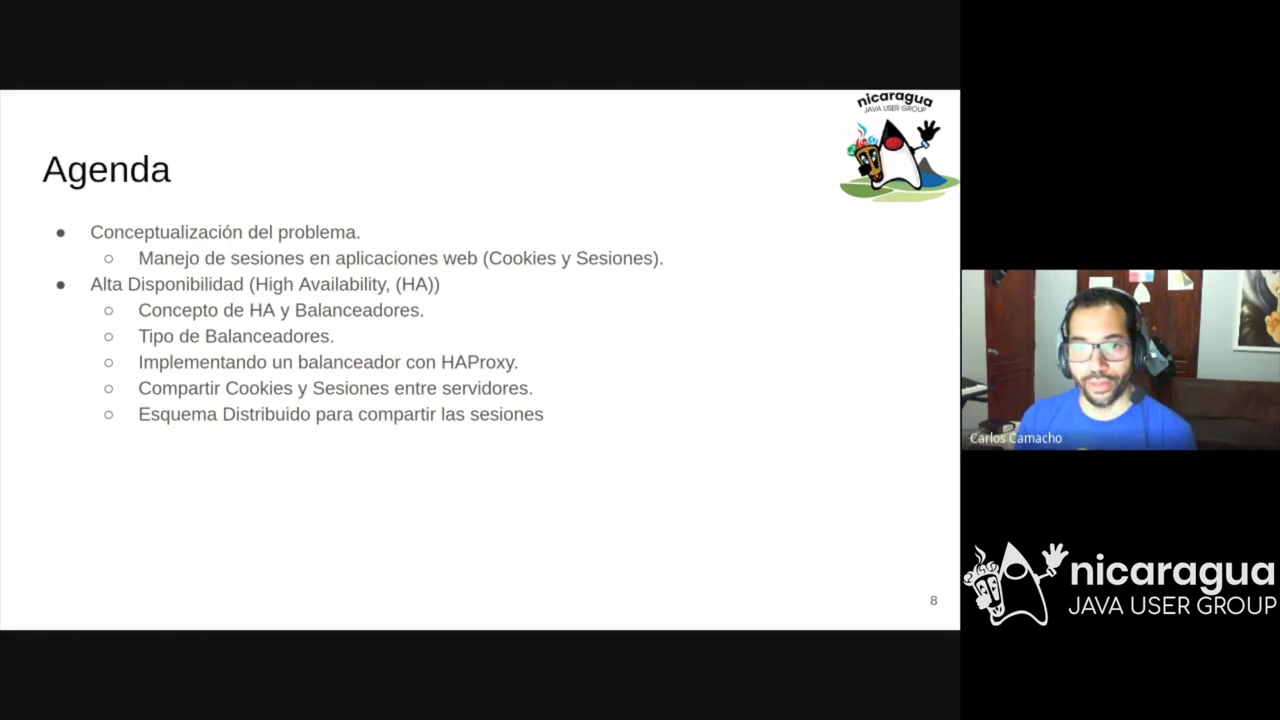 nicaragua
JAVA USER GROUP
Agenda
● Conceptualización del problema.
○ Manejo de sesiones en aplicaciones web (Cookies y Sesiones).
● Alta Disponibilidad (High Availability, (HA))
○ Concepto de HA y Balanceadores.
○ Tipo de Balanceadores.
○ Implementando un balanceador con HAProxy.
○ Compartir Cookies y Sesiones entre servidores.
○ Esquema Distribuido para compartir las sesiones
8
Carlos Camacho
nicaragua
JAVA USER GROUP